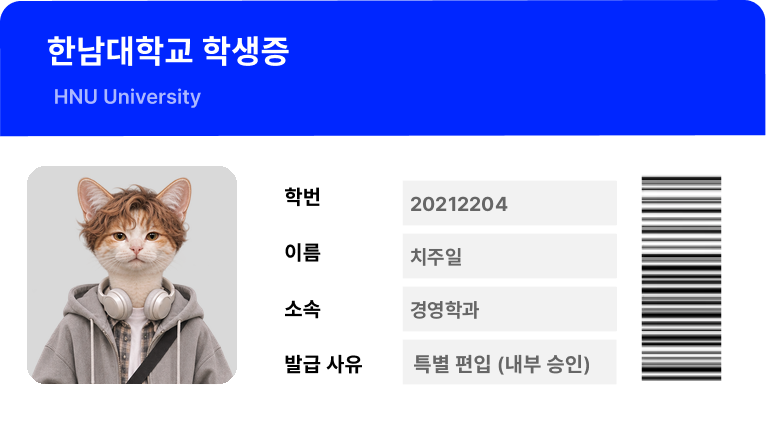 한남대학교 학생증
HNU University
학번 20212204
이름 치주일
소속 경영학과
발급 사유 특별 편입 (내부 승인)